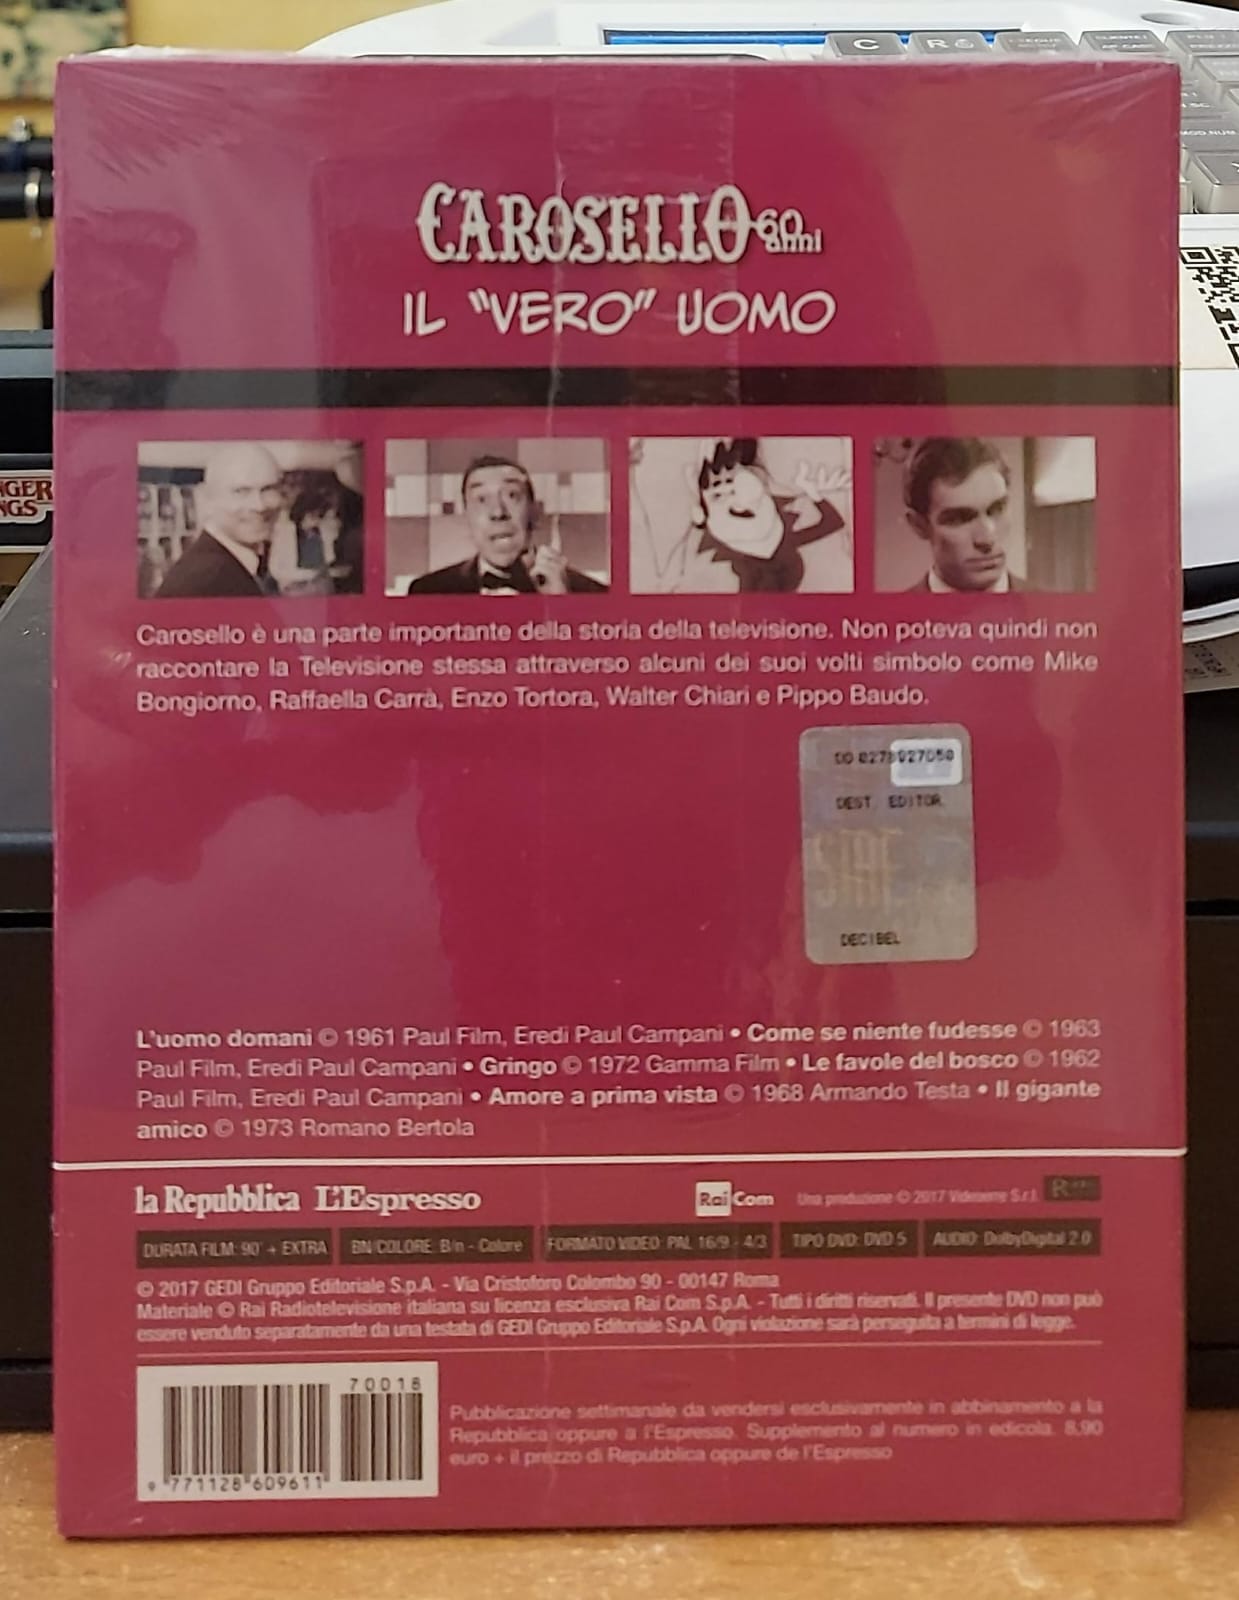 C
R
CAROSELLO 60 anni
IL "VERO" UOMO
Carosello è una parte importante della storia della televisione. Non poteva quindi non
raccontare la Televisione stessa attraverso alcuni dei suoi volti simbolo come Mike
Bongiorno, Raffaella Carrà, Enzo Tortora, Walter Chiari e Pippo Baudo.
DEST. EDITOR.
DECIBEL
L'uomo domani © 1961 Paul Film, Eredi Paul Campani • Come se niente fudesse © 1963
Paul Film, Eredi Paul Campani • Gringo © 1972 Gamma Film • Le favole del bosco © 1962
Paul Film, Eredi Paul Campani • Amore a prima vista © 1968 Armando Testa • Il gigante
amico © 1973 Romano Bertola
la Repubblica L'Espresso
Rai Com Una produzione © 2017 S.r.l.
DURATA FILM: 90' + EXTRA BN/COLORE: B/n - Colore FORMATO VIDEO: PAL 16/9 - 4/3 TIPO DVD: DVD 5 AUDIO: DolbyDigital 2.0
© 2017 GEDI Gruppo Editoriale S.p.A. - Via Cristoforo Colombo 90 - 00147 Roma
Materiale © Rai Radiotelevisione italiana su licenza esclusiva Rai Com S.p.A. - Tutti i diritti riservati. Il presente DVD non può
essere venduto separatamente da una testata di GEDI Gruppo Editoriale S.p.A. Ogni violazione sarà perseguita a termini di legge.
70018
9 771128 609611
Pubblicazione settimanale da vendersi esclusivamente in abbinamento a la
Repubblica oppure a l'Espresso. Supplemento al numero in edicola. 8,90
euro + il prezzo di Repubblica oppure de l'Espresso